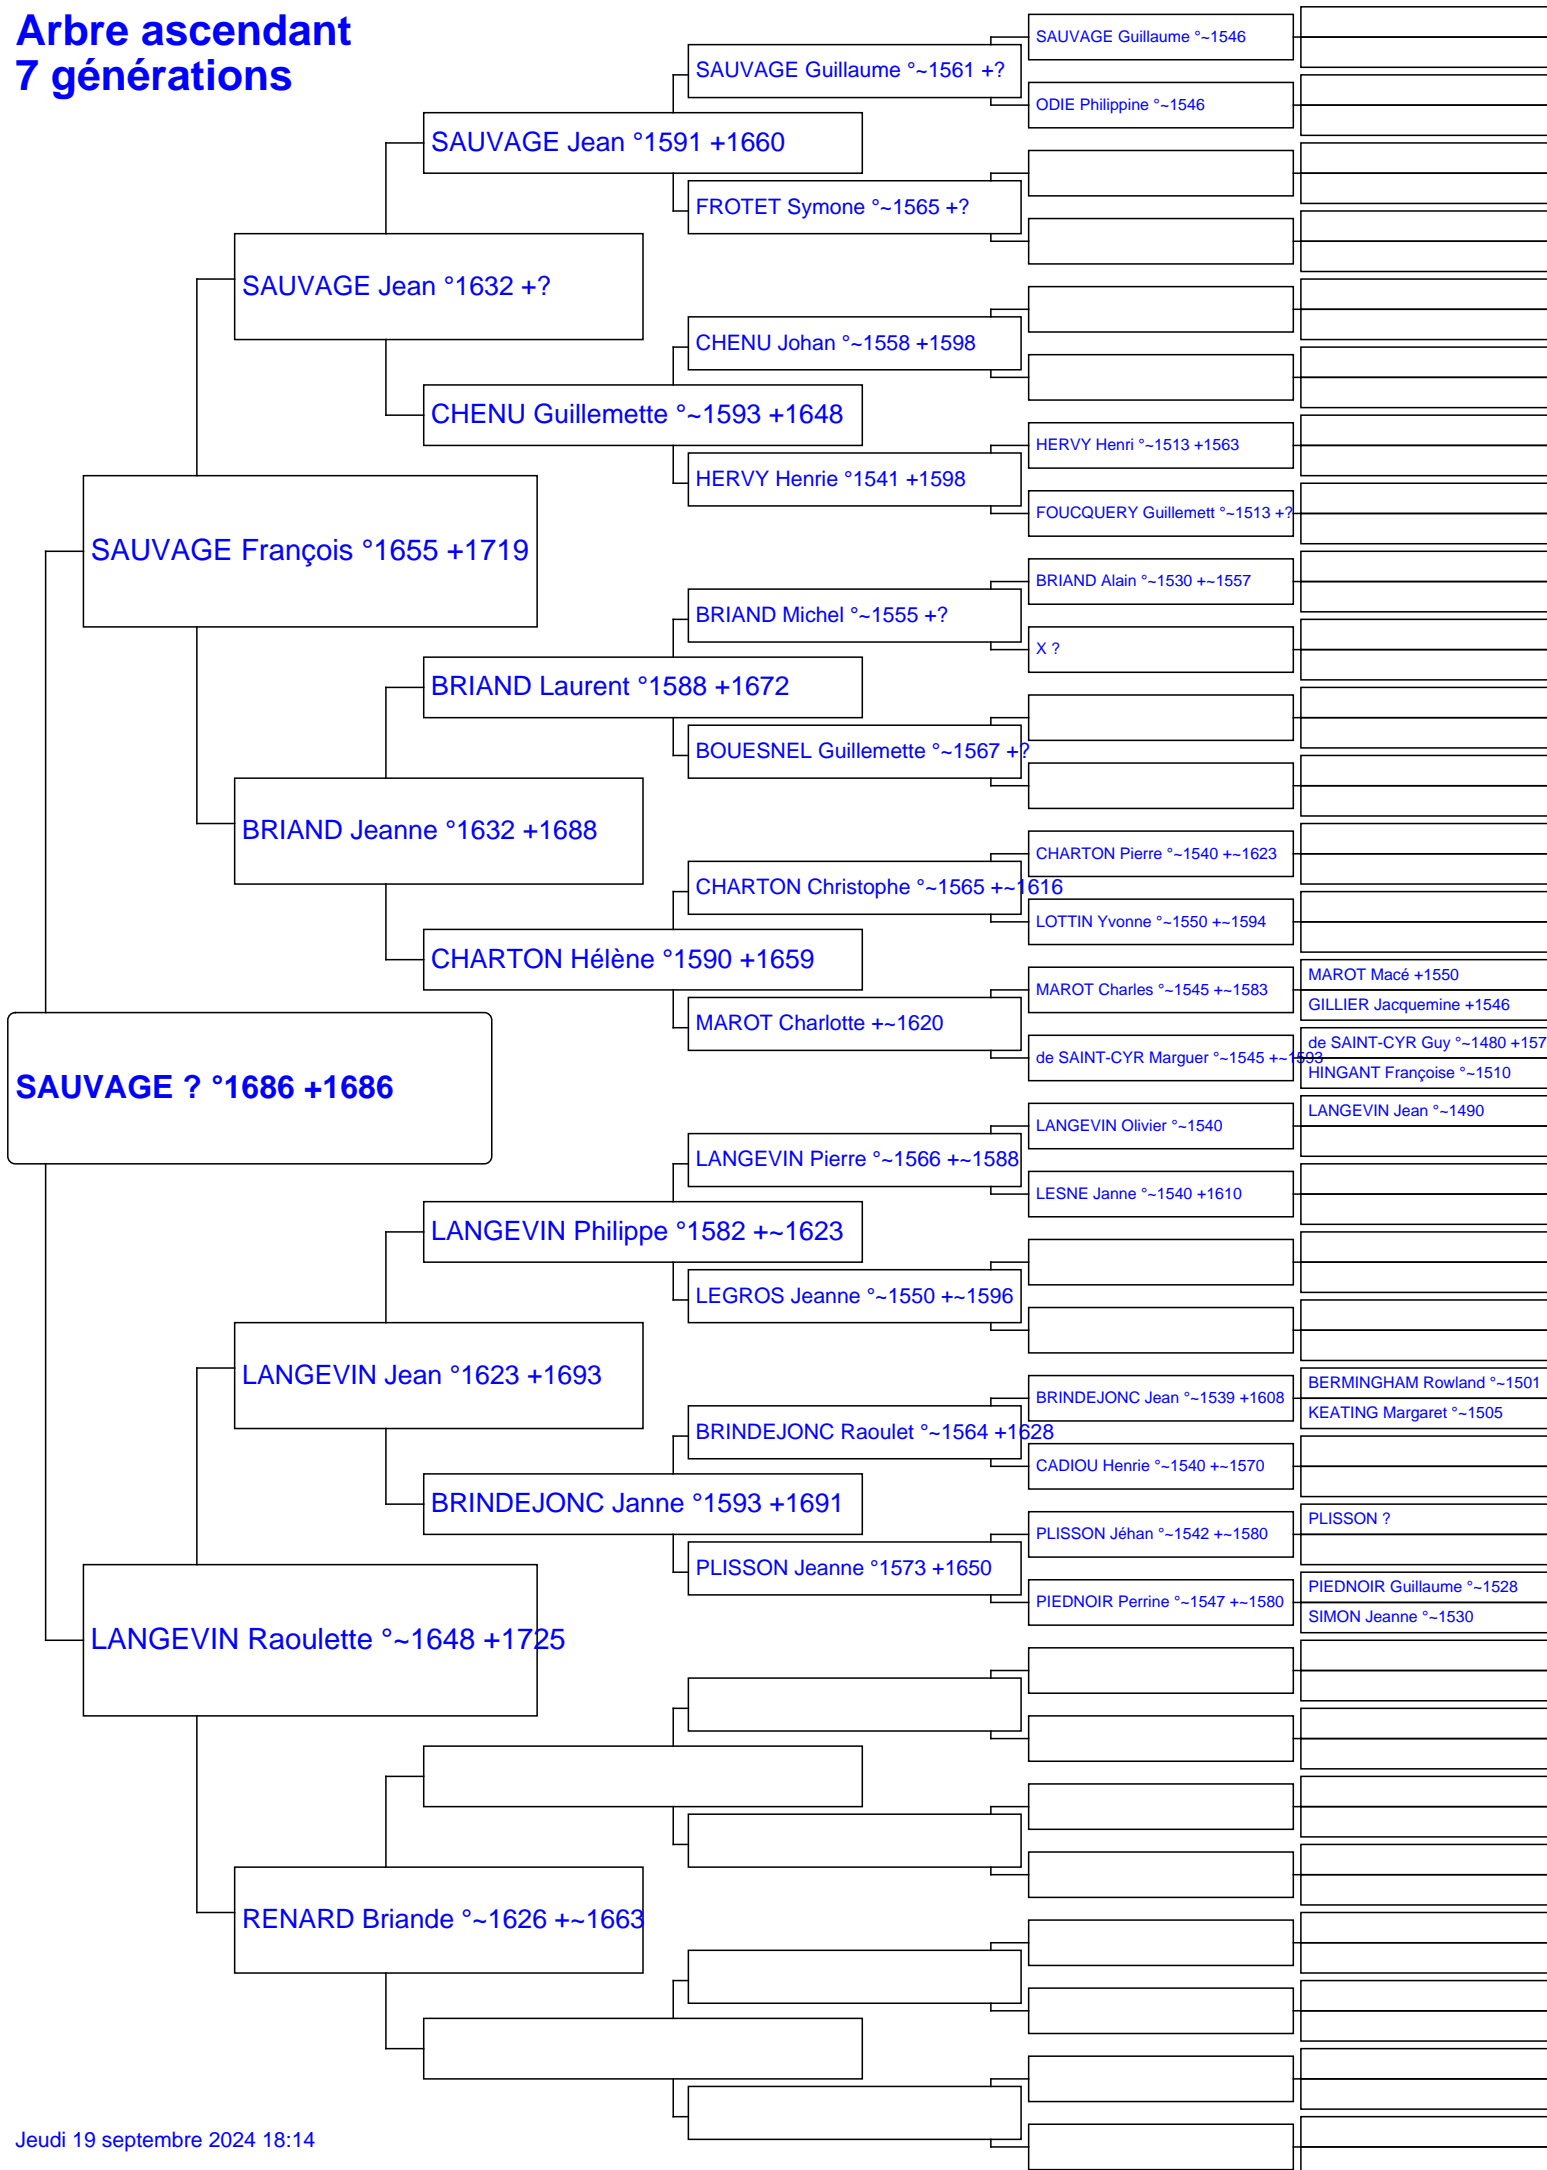 Arbre ascendant
7 générations
SAUVAGE Guillaume °~1546
SAUVAGE Guillaume °~1561 +?
ODIE Philippine °~1546
SAUVAGE Jean °1591 +1660
FROTET Symone °~1565 +?
SAUVAGE Jean °1632 +?
CHENU Johan °~1558 +1598
CHENU Guillemette °~1593 +1648
HERVY Henri °~1513 +1563
HERVY Henrie °1541 +1598
FOUCQUERY Guillemett °~1513 +?
SAUVAGE François °1655 +1719
BRIAND Alain °~1530 +~1557
BRIAND Michel °~1555 +?
X ?
BRIAND Laurent °1588 +1672
BOUESNEL Guillemette °~1567 +?
BRIAND Jeanne °1632 +1688
CHARTON Pierre °~1540 +~1623
CHARTON Christophe °~1565 +~1616
LOTTIN Yvonne °~1550 +~1594
CHARTON Hélène °1590 +1659
MAROT Macé +1550
MAROT Charles °~1545 +~1583
GILLIER Jacquemine +1546
MAROT Charlotte +~1620
de SAINT-CYR Guy °~1480 +157
de SAINT-CYR Marguer °~1545 +~1593
HINGANT Françoise °~1510
SAUVAGE ? °1686 +1686
LANGEVIN Jean °~1490
LANGEVIN Olivier °~1540
LANGEVIN Pierre °~1566 +~1588
LESNE Janne °~1540 +1610
LANGEVIN Philippe °1582 +~1623
LEGROS Jeanne °~1550 +~1596
LANGEVIN Jean °1623 +1693
BERMINGHAM Rowland °~1501
BRINDEJONC Jean °~1539 +1608
KEATING Margaret °~1505
BRINDEJONC Raoulet °~1564 +1628
CADIOU Henrie °~1540 +~1570
BRINDEJONC Janne °1593 +1691
PLISSON ?
PLISSON Jéhan °~1542 +~1580
PLISSON Jeanne °1573 +1650
PIEDNOIR Guillaume °~1528
PIEDNOIR Perrine °~1547 +~1580
SIMON Jeanne °~1530
LANGEVIN Raoulette °~1648 +1725
RENARD Briande °~1626 +~1663
Jeudi 19 septembre 2024 18:14